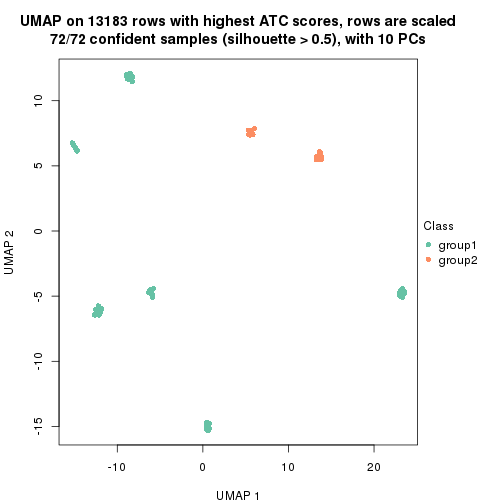 UMAP on 13183 rows with highest ATC scores, rows are scaled
72/72 confident samples (silhouette > 0.5), with 10 PCs
10
5
0
-5
-10
-15
UMAP 2
-10
0
10
20
UMAP 1
Class
group1
group2